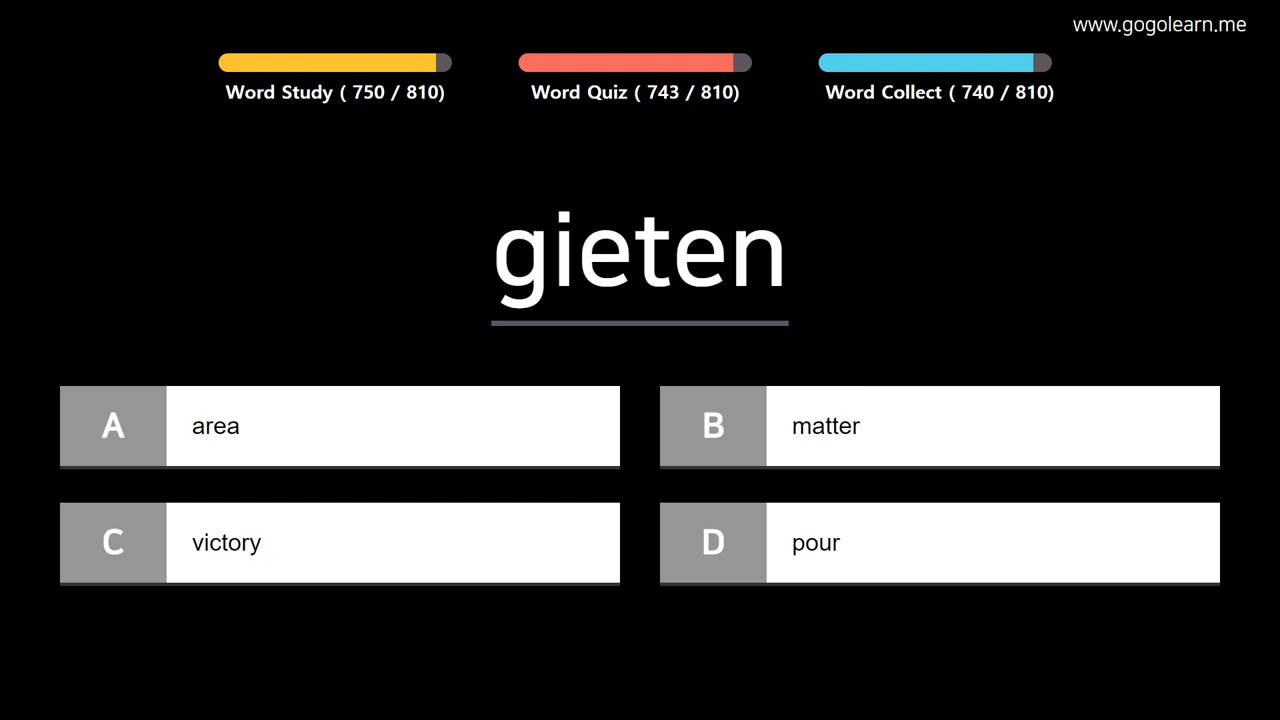 www.gogolearn.me
Word Study ( 750 / 810)
Word Quiz ( 743 / 810)
Word Collect ( 740 / 810)
gieten
A area
B matter
C victory
D pour